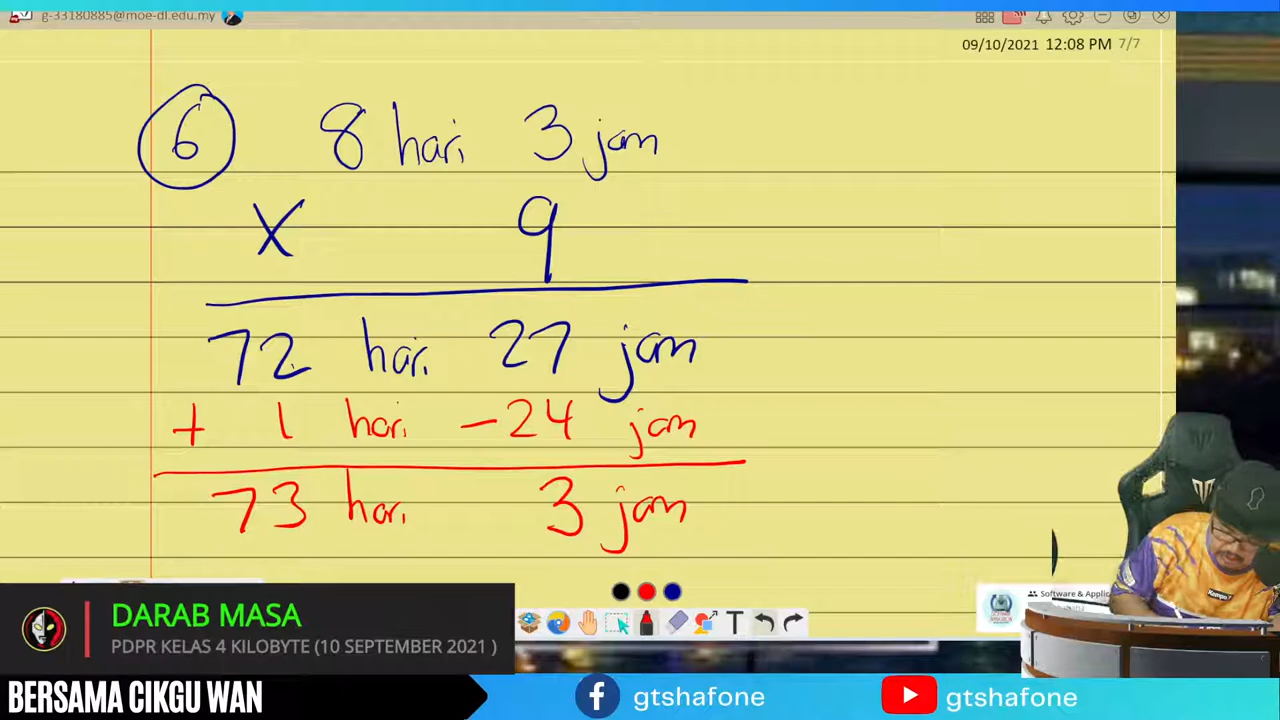 g-33180885@moe-dl.edu.my
09/10/2021 12:08 PM 7/7
6 8 hari 3 jam
X 9
72 hari 27 jam
+ 1 hari -24 jam
73 hari 3 jam
DARAB MASA
PDPR KELAS 4 KILOBYTE (10 SEPTEMBER 2021 )
Software & Applic
BERSAMA CIKGU WAN
gtshafone
gtshafone